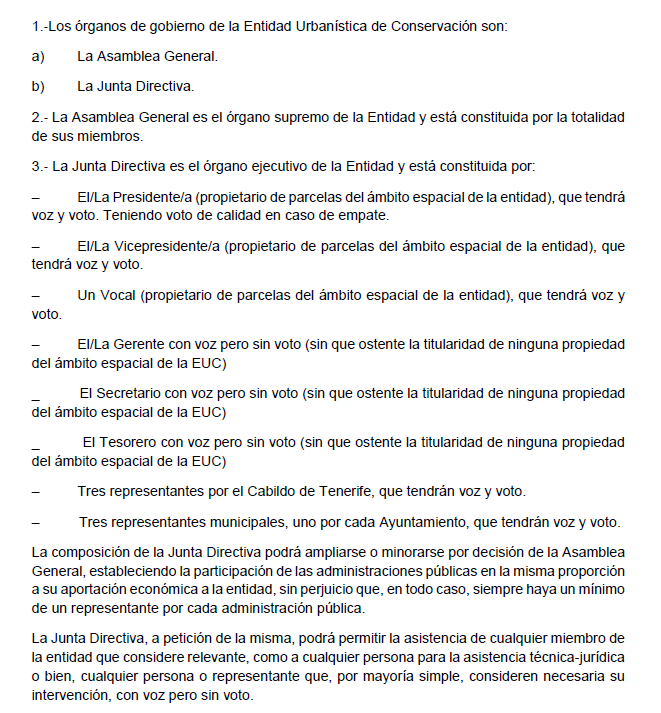 1.-Los órganos de gobierno de la Entidad Urbanística de Conservación son:
a) La Asamblea General.
b) La Junta Directiva.
2.- La Asamblea General es el órgano supremo de la Entidad y está constituida por la totalidad
de sus miembros.
3.- La Junta Directiva es el órgano ejecutivo de la Entidad y está constituida por:
– El/La Presidente/a (propietario de parcelas del ámbito espacial de la entidad), que tendrá
voz y voto. Teniendo voto de calidad en caso de empate.
– El/La Vicepresidente/a (propietario de parcelas del ámbito espacial de la entidad), que
tendrá voz y voto.
– Un Vocal (propietario de parcelas del ámbito espacial de la entidad), que tendrá voz y
voto.
– El/La Gerente con voz pero sin voto (sin que ostente la titularidad de ninguna propiedad
del ámbito espacial de la EUC)
_ El Secretario con voz pero sin voto (sin que ostente la titularidad de ninguna propiedad
del ámbito espacial de la EUC)
_ El Tesorero con voz pero sin voto (sin que ostente la titularidad de ninguna propiedad
del ámbito espacial de la EUC)
– Tres representantes por el Cabildo de Tenerife, que tendrán voz y voto.
– Tres representantes municipales, uno por cada Ayuntamiento, que tendrán voz y voto.
La composición de la Junta Directiva podrá ampliarse o minorarse por decisión de la Asamblea
General, estableciendo la participación de las administraciones públicas en la misma proporción
a su aportación económica a la entidad, sin perjuicio que, en todo caso, siempre haya un mínimo
de un representante por cada administración pública.
La Junta Directiva, a petición de la misma, podrá permitir la asistencia de cualquier miembro de
la entidad que considere relevante, como a cualquier persona para la asistencia técnica-jurídica
o bien, cualquier persona o representante que, por mayoría simple, consideren necesaria su
intervención, con voz pero sin voto.